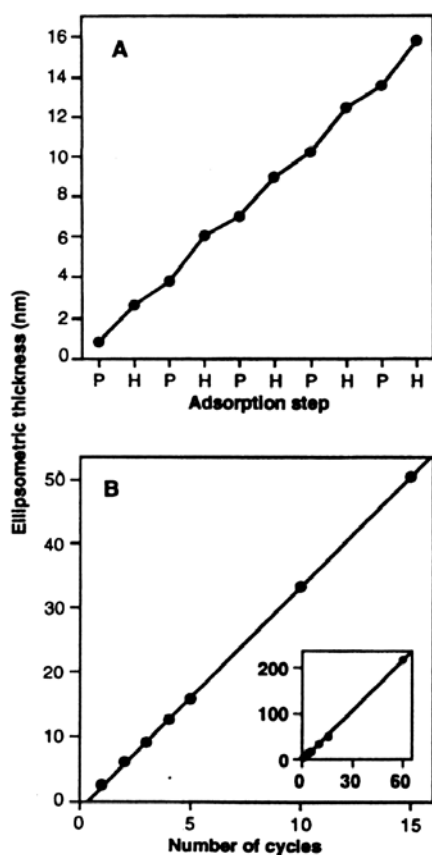 A
16
14
12
10
8
6
4
2
0
P H P H P H P H P H
Adsorption step
Ellipsometric thickness (nm)
B
50
40
30
20
10
0
200
100
0
0 30 60
0 5 10 15
Number of cycles